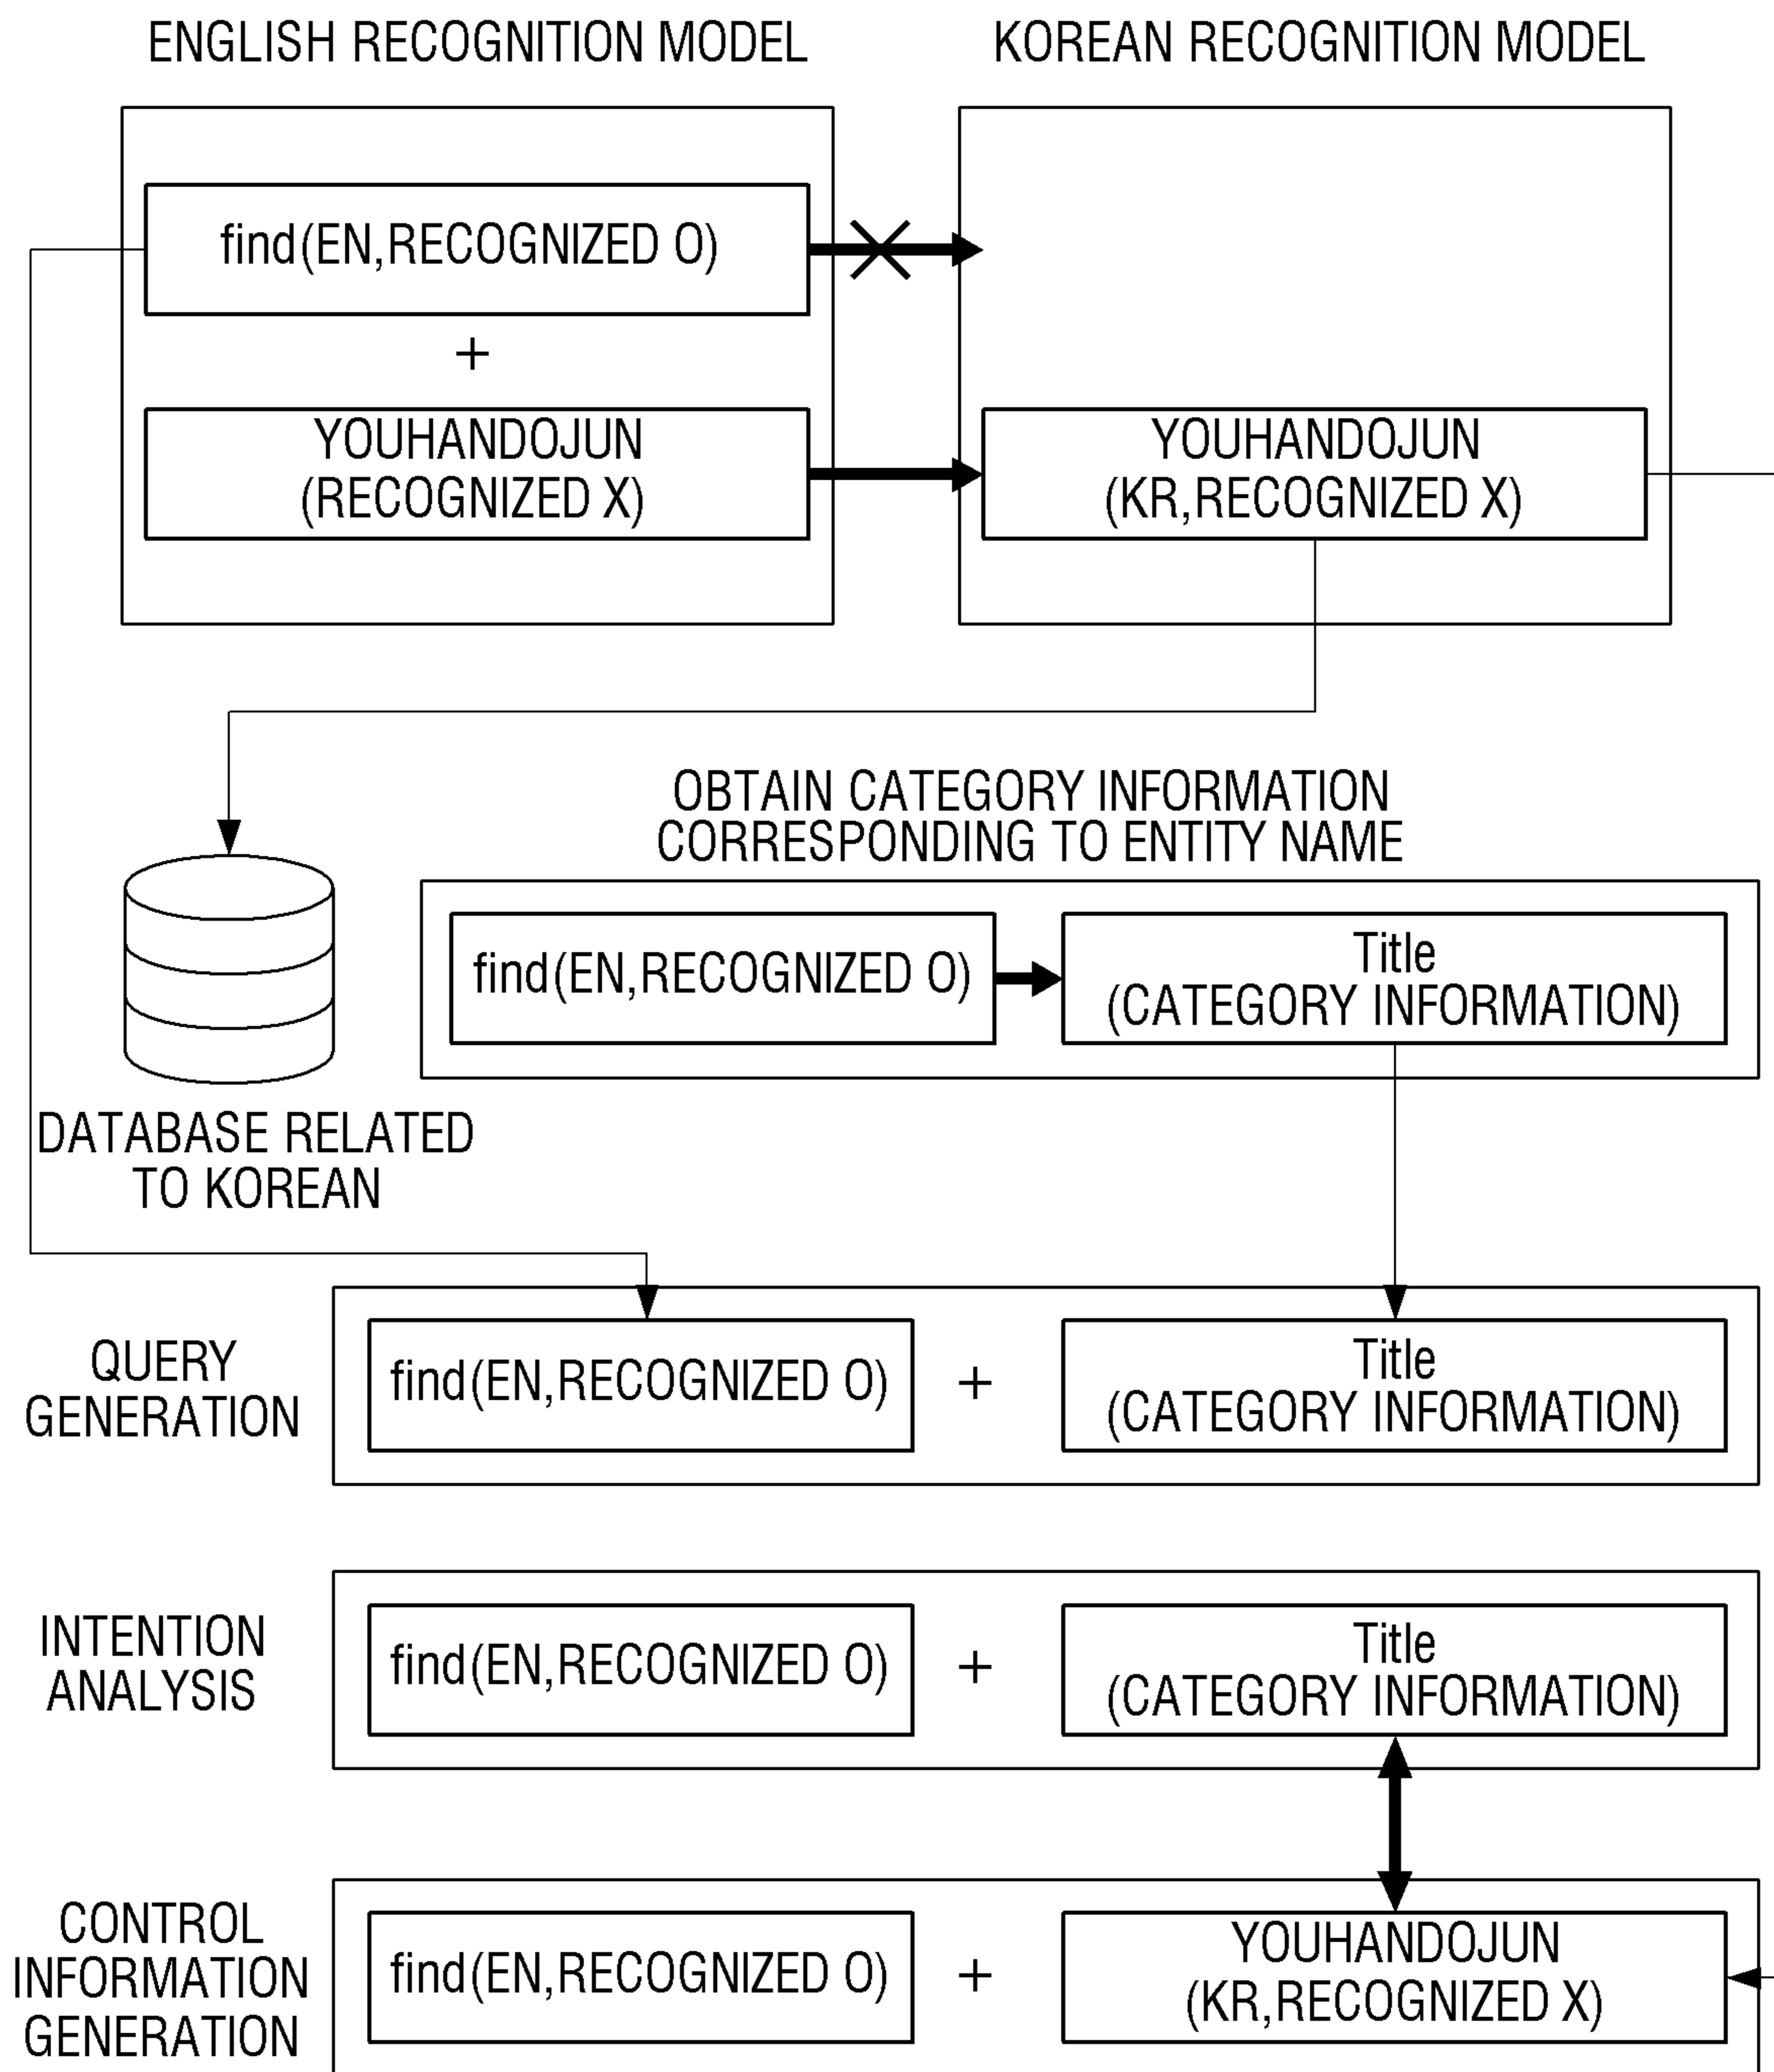 ENGLISH RECOGNITION MODEL
KOREAN RECOGNITION MODEL
find(EN,RECOGNIZED O)
+
YOUHANDOJUN
(RECOGNIZED X)
YOUHANDOJUN
(KR,RECOGNIZED X)
OBTAIN CATEGORY INFORMATION
CORRESPONDING TO ENTITY NAME
find(EN,RECOGNIZED O)
Title
(CATEGORY INFORMATION)
DATABASE RELATED
TO KOREAN
QUERY
GENERATION
find(EN,RECOGNIZED O)
+
Title
(CATEGORY INFORMATION)
INTENTION
ANALYSIS
find(EN,RECOGNIZED O)
+
Title
(CATEGORY INFORMATION)
CONTROL
INFORMATION
GENERATION
find(EN,RECOGNIZED O)
+
YOUHANDOJUN
(KR,RECOGNIZED X)